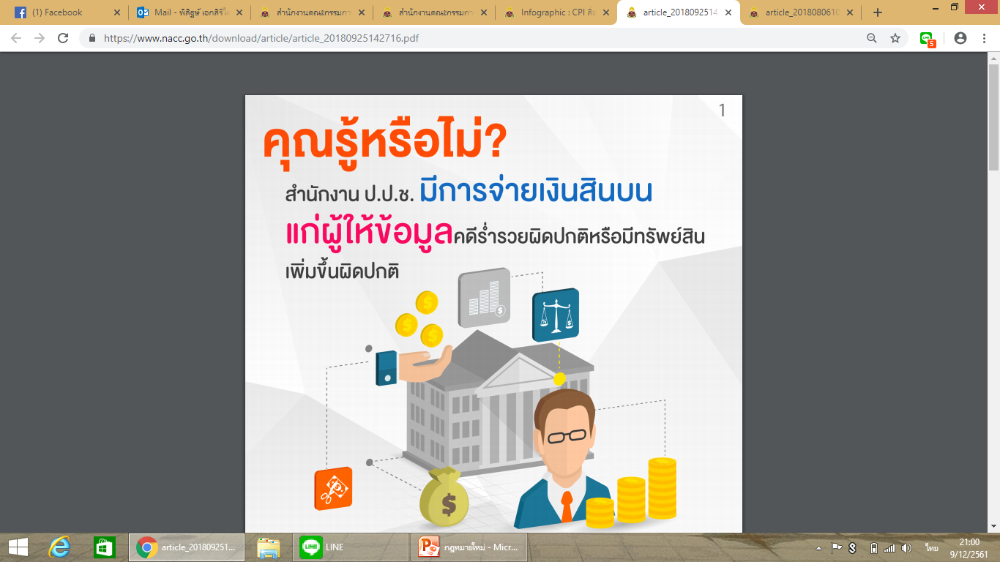 (1) Facebook
Mail - พิสิฐษ์ เอกสิริ
สำนักงานคณะกรรมกา
สำนักงานคณะกรรมกา
Infographic : CPI สื่อ
article_2018092514
article_2018080610
https://www.nacc.go.th/download/article/article_20180925142716.pdf
5
1
คุณรู้หรือไม่?
สำนักงาน ป.ป.ช. มีการจ่ายเงินสินบน
แก่ผู้ให้ข้อมูลคดีร่ำรวยผิดปกติหรือมีทรัพย์สิน
เพิ่มขึ้นผิดปกติ
article_201809251...
LINE
กฎหมายใหม่ - Micr...
ไทย
21:00
9/12/2561